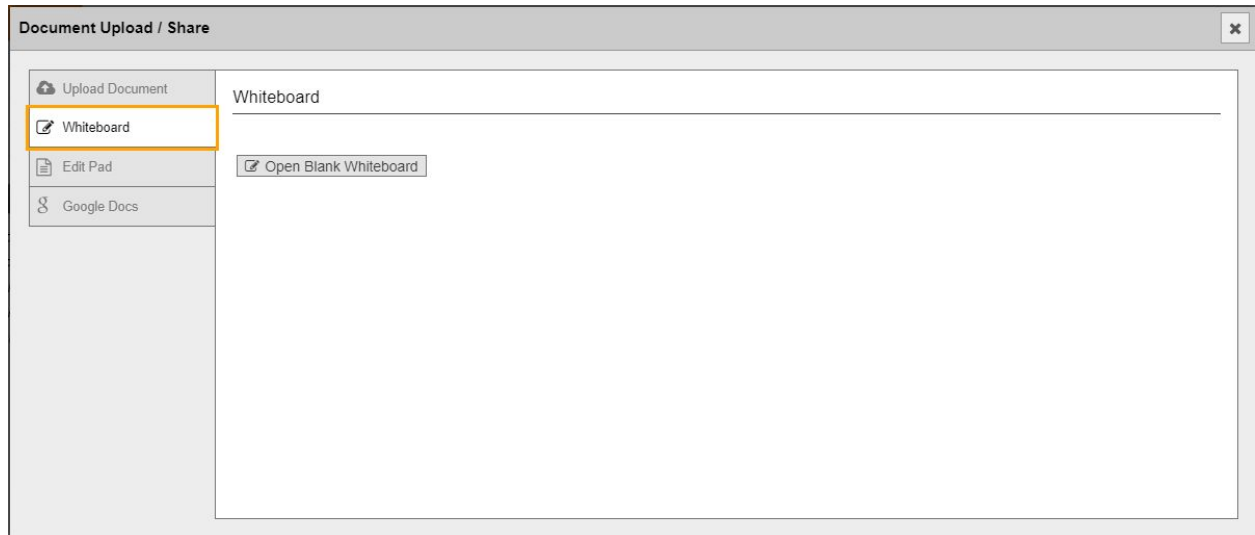 Document Upload / Share
Upload Document
Whiteboard
Edit Pad
Google Docs
Whiteboard
Open Blank Whiteboard